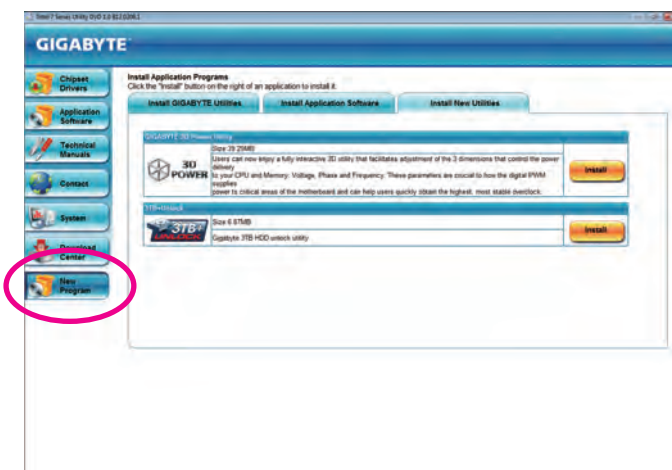 GIGABYTE
Chipset
Drivers
Application
Software
Technical
Manuals
Contact
System
Download
Center
New
Program
Install Application Programs
Click the "Install" button on the right of an application to install it.
Install GIGABYTE Utilities
Install Application Software
Install New Utilities
GIGABYTE 3D Power Utility
3D
POWER
Users can now enjoy a fully interactive 3D utility that facilitates adjustment of the 3 dimensions that control the power
delivery
to your CPU and Memory: Voltage, Phase and Frequency. These parameters are crucial to how the digital PWM
supplies
power to critical areas of the motherboard and can help users quickly obtain the highest, most stable overclock.
Install
3TB+Unlock
3TB+
UNLOCK
Size 6.87MB
Gigabyte 3TB HDD unlock utility
Install